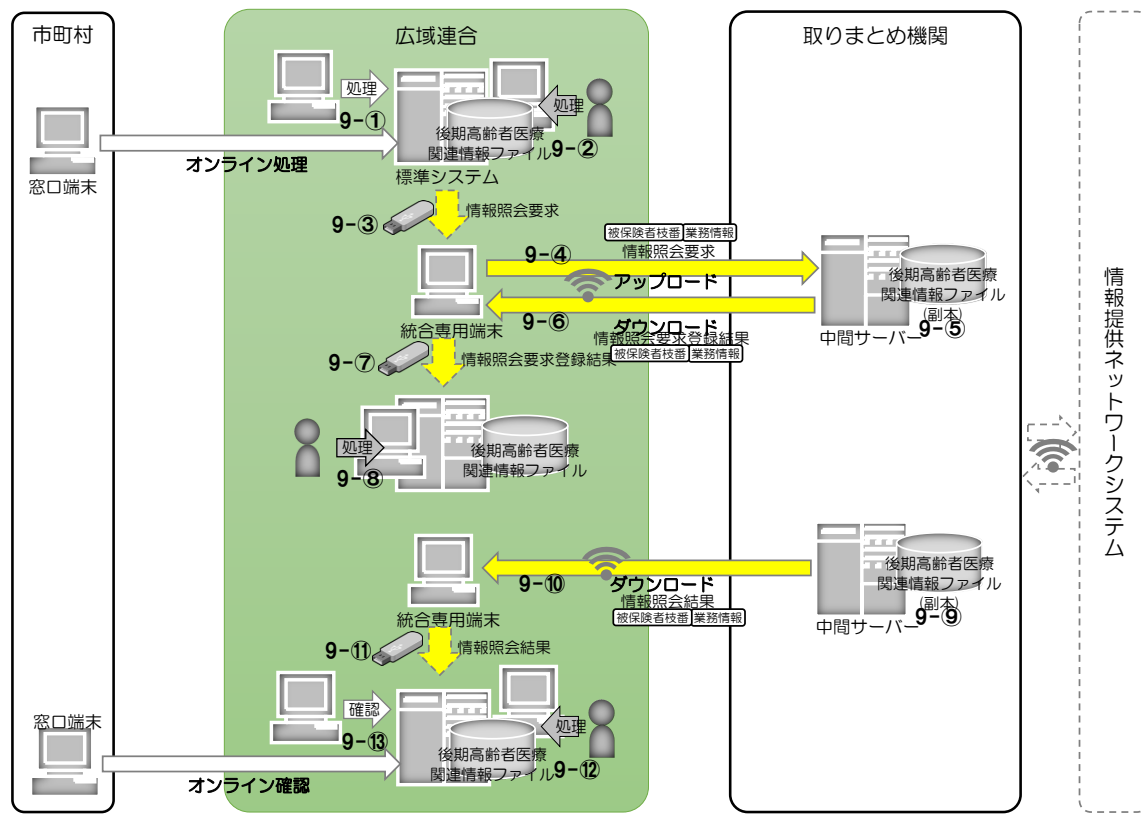 市町村
広域連合
取りまとめ機関
処理
9-①
処理
後期高齢者医療
関連情報ファイル
9-②
オンライン処理
窓口端末
標準システム
9-③
情報照会要求
被保険者枝番 業務情報
9-④
情報照会要求
アップロード
後期高齢者医療
関連情報ファイル
(副本)
9-⑤
中間サーバー
9-⑥
ダウンロード
統合専用端末
情報照会要求登録結果
被保険者枝番 業務情報
9-⑦
情報照会要求登録結果
処理
9-⑧
後期高齢者医療
関連情報ファイル
情報提供ネットワークシステム
9-⑩
ダウンロード
情報照会結果
被保険者枝番 業務情報
後期高齢者医療
関連情報ファイル
(副本)
9-⑨
中間サーバー
統合専用端末
9-⑪
情報照会結果
確認
9-⑬
処理
後期高齢者医療
関連情報ファイル
9-⑫
窓口端末
オンライン確認